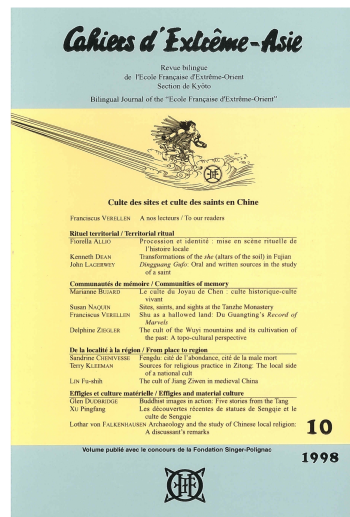 Cahiers d'Extrême-Asie
Revue bilingue
de l'Ecole Française d'Extrême-Orient
Section de Kyôto
Bilingual Journal of the "Ecole Française d'Extrême-Orient"
Culte des sites et culte des saints en Chine
Franciscus VERELLEN A nos lecteurs / To our readers
Rituel territorial / Territorial ritual
Fiorella ALLIO Procession et identité : mise en scène rituelle de
l'histoire locale
Kenneth DEAN Transformations of the she (altars of the soil) in Fujian
John LAGERWEY Dingguang Gufo: Oral and written sources in the study
of a saint
Communautés de mémoire / Communities of memory
Marianne BUJARD Le culte du Joyau de Chen : culte historique-culte
vivant
Susan NAQUIN Sites, saints, and sights at the Tanzhe Monastery
Franciscus VERELLEN Shu as a hallowed land: Du Guangting's Record of
Marvels
Delphine ZIEGLER The cult of the Wuyi mountains and its cultivation of
the past: A topo-cultural perspective
De la localité à la région / From place to region
Sandrine CHENIVESSE Fengdu: cité de l'abondance, cité de la male mort
Terry KLEEMAN Sources for religious practice in Zitong: The local side
of a national cult
LIN Fu-shih The cult of Jiang Ziwen in medieval China
Effigies et culture matérielle / Effigies and material culture
Glen DUDBRIDGE Buddhist images in action: Five stories from the Tang
XU Pingfang Les découvertes récentes de statues de Sengqie et le
culte de Sengqie
Lothar von FALKENHAUSEN Archaeology and the study of Chinese local religion:
A discussant's remarks
10
Volume publié avec le concours de la Fondation Singer-Polignac
1998